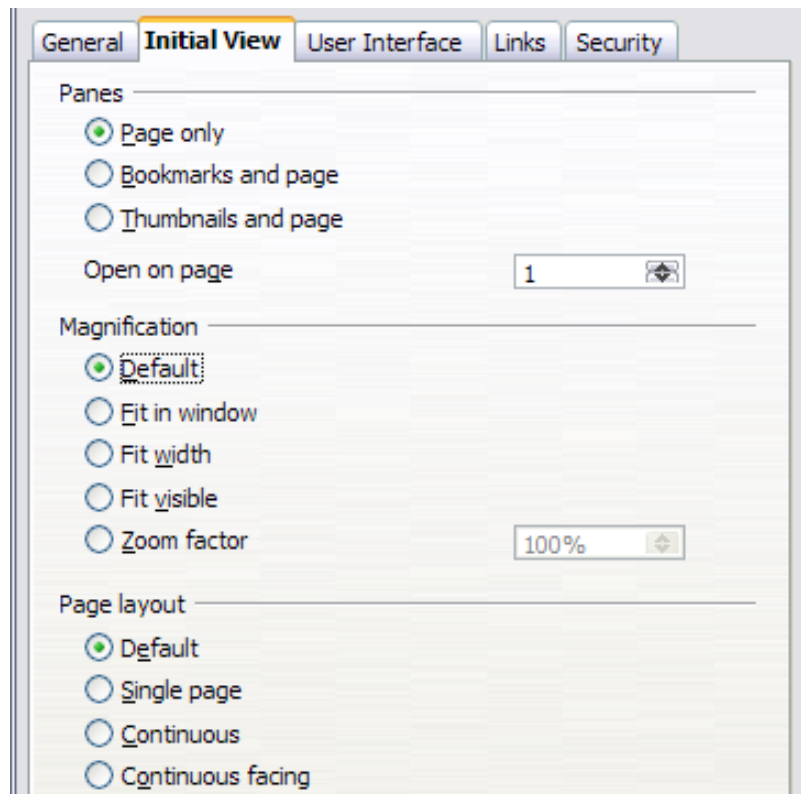 General Initial View User Interface Links Security
Panes
Page only
Bookmarks and page
Thumbnails and page
Open on page 1
Magnification
Default
Fit in window
Fit width
Fit visible
Zoom factor 100%
Page layout
Default
Single page
Continuous
Continuous facing